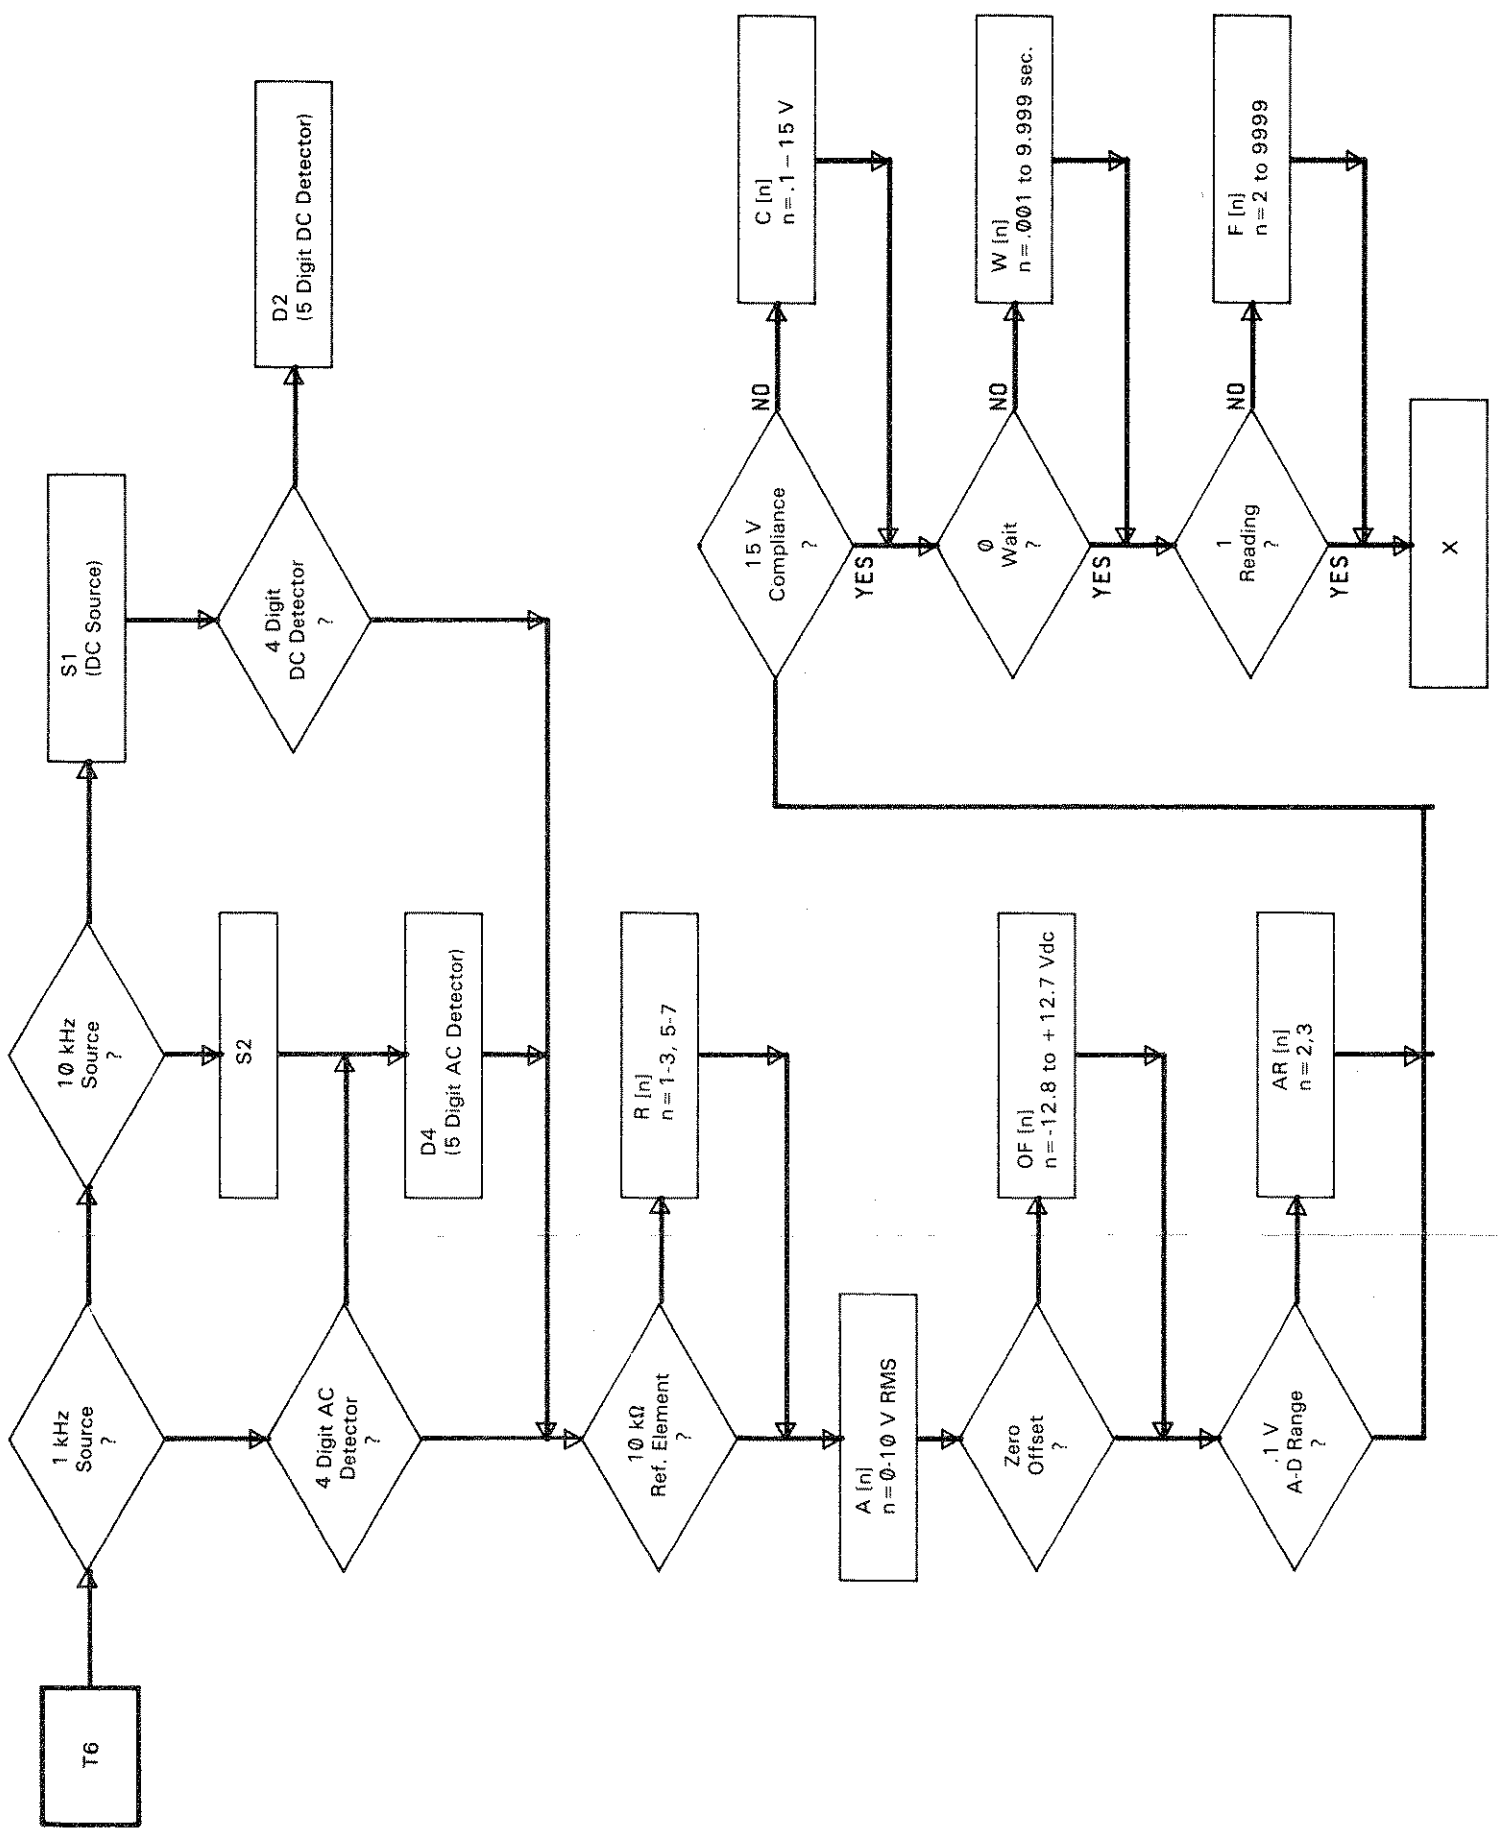 T6
1 kHz
Source
?
10 kHz
Source
?
S1
(DC Source)
4 Digit AC
Detector
?
S2
D4
(5 Digit AC Detector)
4 Digit
DC Detector
?
D2
(5 Digit DC Detector)
10 kΩ
Ref. Element
?
R [n]
n=1-3, 5-7
A [n]
n=0-10 V RMS
Zero
Offset
?
OF [n]
n=-12.8 to +12.7 Vdc
.1 V
A-D Range
?
AR [n]
n=2,3
15 V
Compliance
?
NO
C [n]
n=.1-15 V
YES
0
Wait
?
NO
W [n]
n=.001 to 9.999 sec.
YES
1
Reading
?
NO
F [n]
n=2 to 9999
YES
X